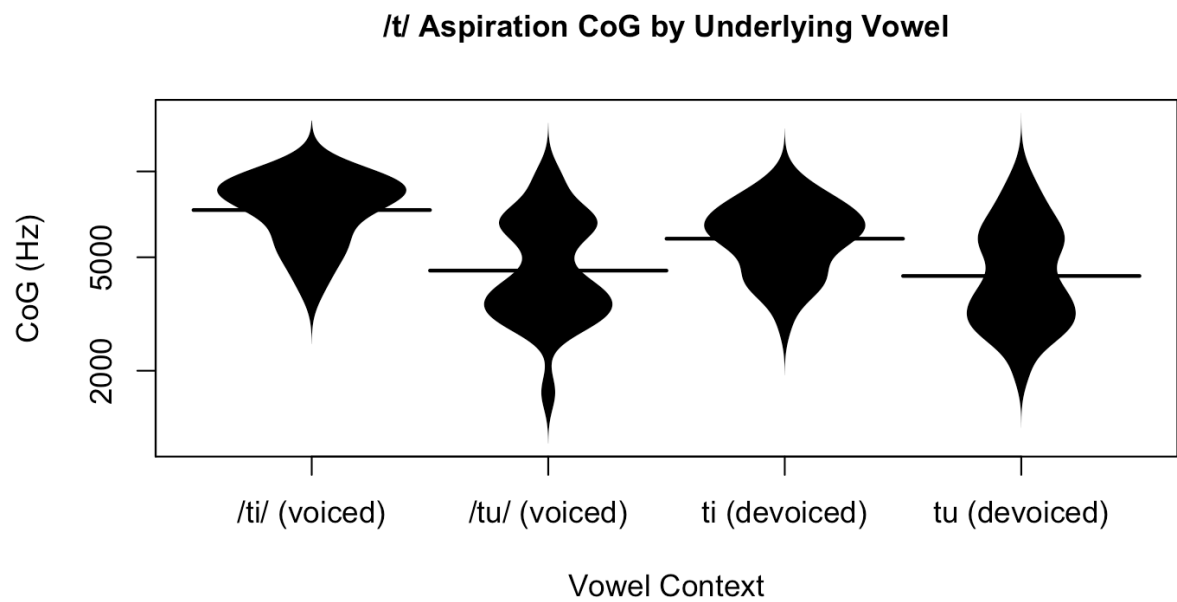 /t/ Aspiration CoG by Underlying Vowel
CoG (Hz)
5000
2000
/ti/ (voiced) /tu/ (voiced) ti (devoiced) tu (devoiced)
Vowel Context